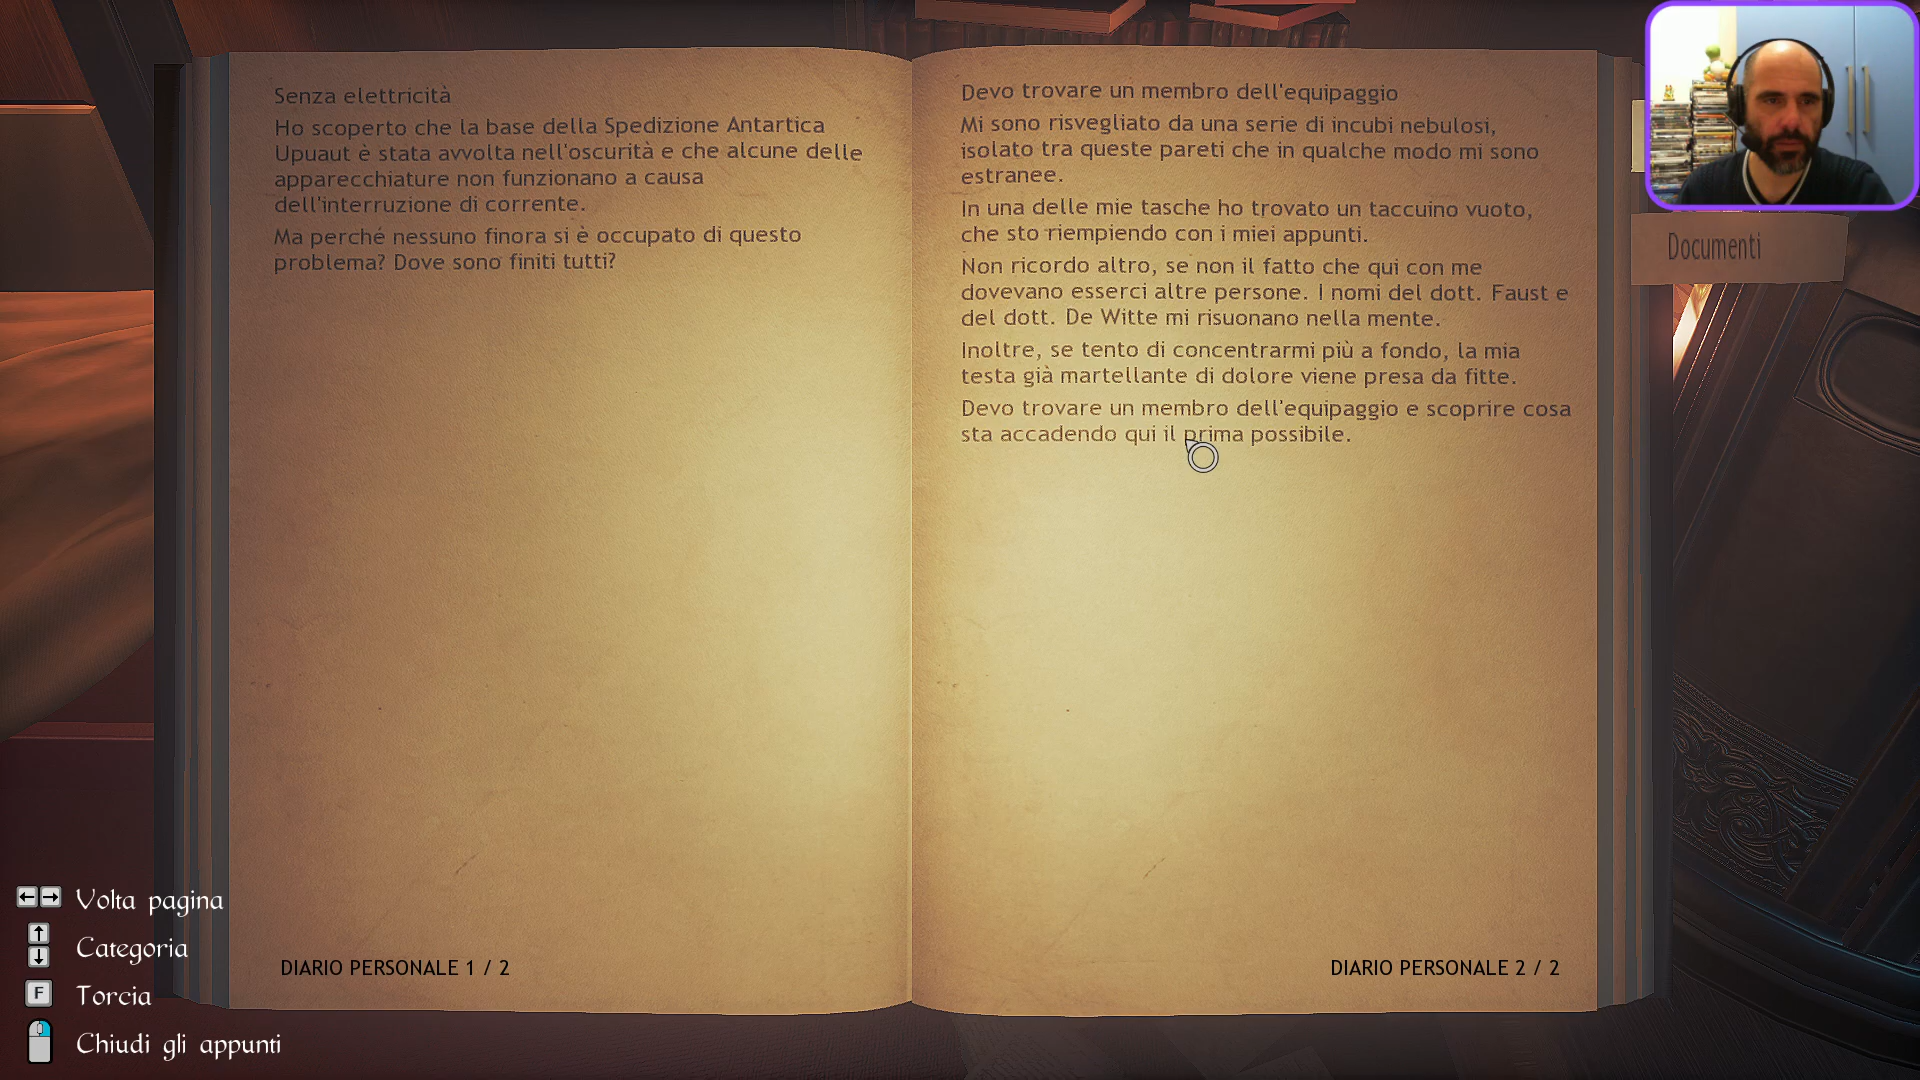 Senza elettricità
Ho scoperto che la base della Spedizione Antartica
Upuaut è stata avvolta nell'oscurità e che alcune delle
apparecchiature non funzionano a causa
dell'interruzione di corrente.
Ma perché nessuno finora si è occupato di questo
problema? Dove sono finiti tutti?
DIARIO PERSONALE 1 / 2
Devo trovare un membro dell'equipaggio
Mi sono risvegliato da una serie di incubi nebulosi,
isolato tra queste pareti che in qualche modo mi sono
estranee.
In una delle mie tasche ho trovato un taccuino vuoto,
che sto riempiendo con i miei appunti.
Non ricordo altro, se non il fatto che qui con me
dovevano esserci altre persone. I nomi del dott. Faust e
del dott. De Witte mi risuonano nella mente.
Inoltre, se tento di concentrarmi più a fondo, la mia
testa già martellante di dolore viene presa da fitte.
Devo trovare un membro dell'equipaggio e scoprire cosa
sta accadendo qui il prima possibile.
DIARIO PERSONALE 2 / 2
Documenti
Volta pagina
Categoria
F Torcia
Chiudi gli appunti